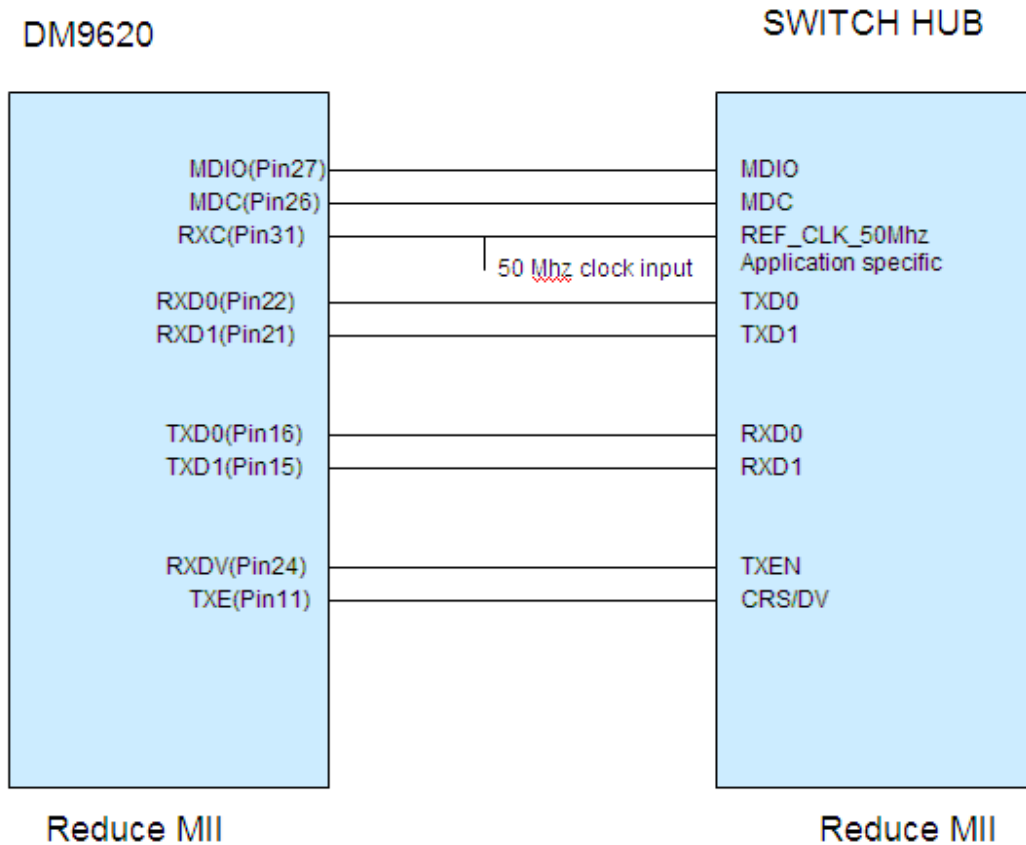 DM9620
SWITCH HUB
MDIO(Pin27)
MDC(Pin26)
RXC(Pin31)
RXD0(Pin22)
RXD1(Pin21)
TXD0(Pin16)
TXD1(Pin15)
RXDV(Pin24)
TXE(Pin11)
50 Mhz clock input
MDIO
MDC
REF_CLK_50Mhz
Application specific
TXD0
TXD1
RXD0
RXD1
TXEN
CRS/DV
Reduce MII
Reduce MII